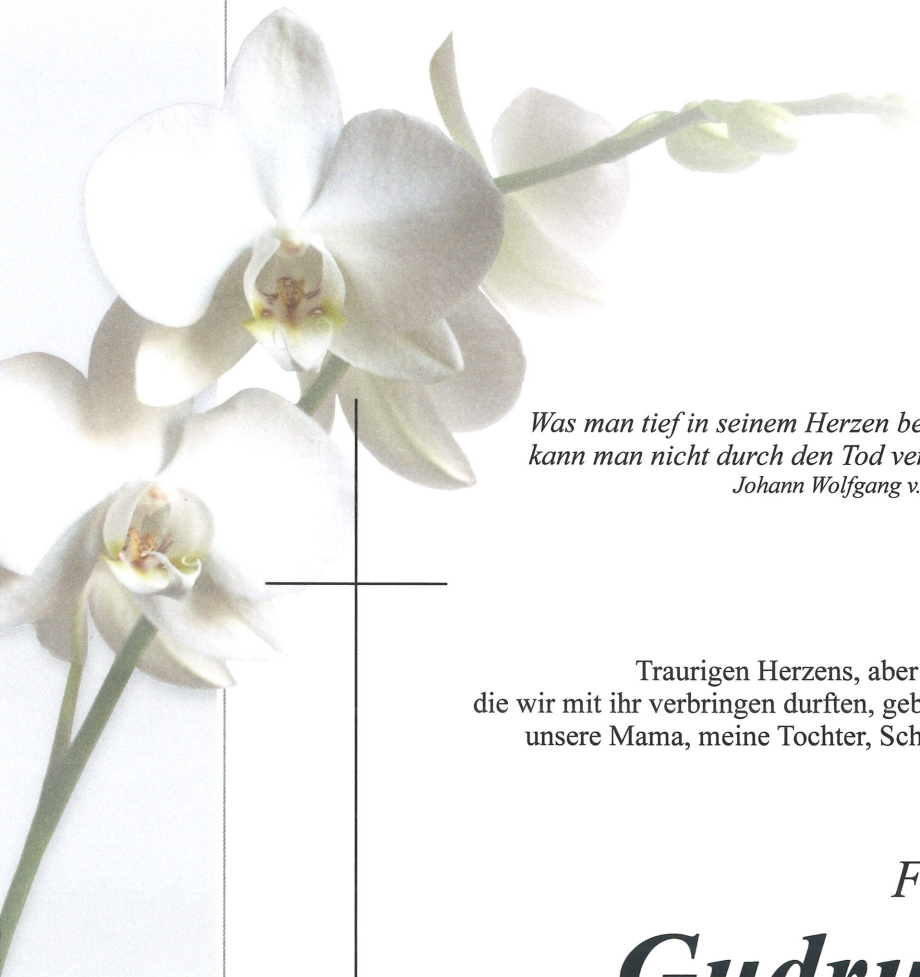 Was man tief in seinem Herzen be
kann man nicht durch den Tod ver
Johann Wolfgang v.
Traurigen Herzens, aber
die wir mit ihr verbringen durften, geb
unsere Mama, meine Tochter, Sch
F
Gudru